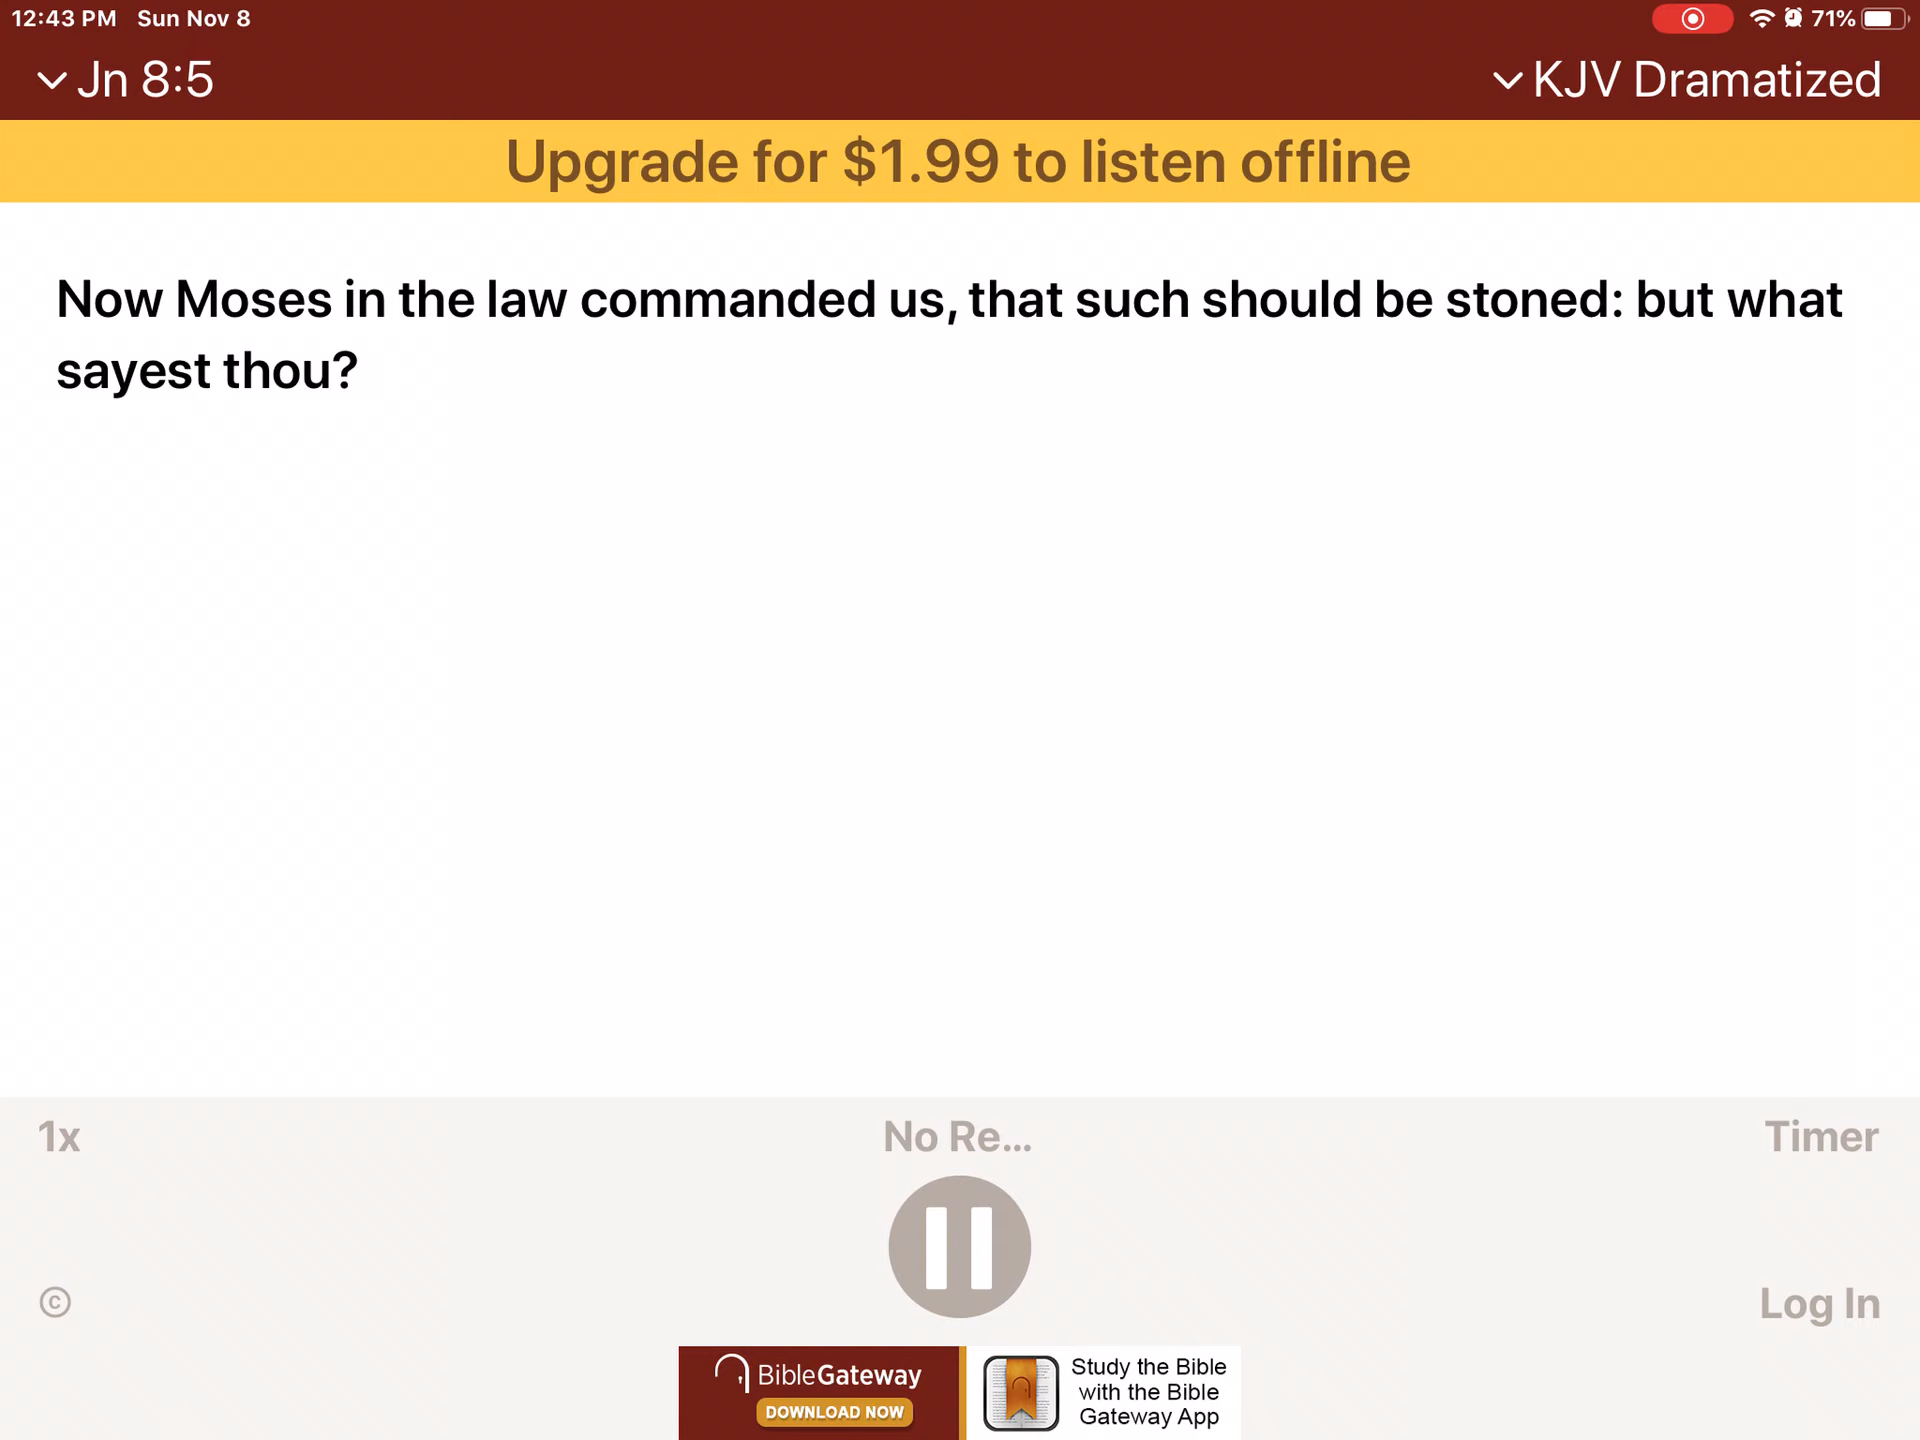 12:43 PM Sun Nov 8
71%
Jn 8:5
KJV Dramatized
Upgrade for $1.99 to listen offline
Now Moses in the law commanded us, that such should be stoned: but what
sayest thou?
1x
No Re...
Timer
©
Log In
BibleGateway
DOWNLOAD NOW
Study the Bible
with the Bible
Gateway App